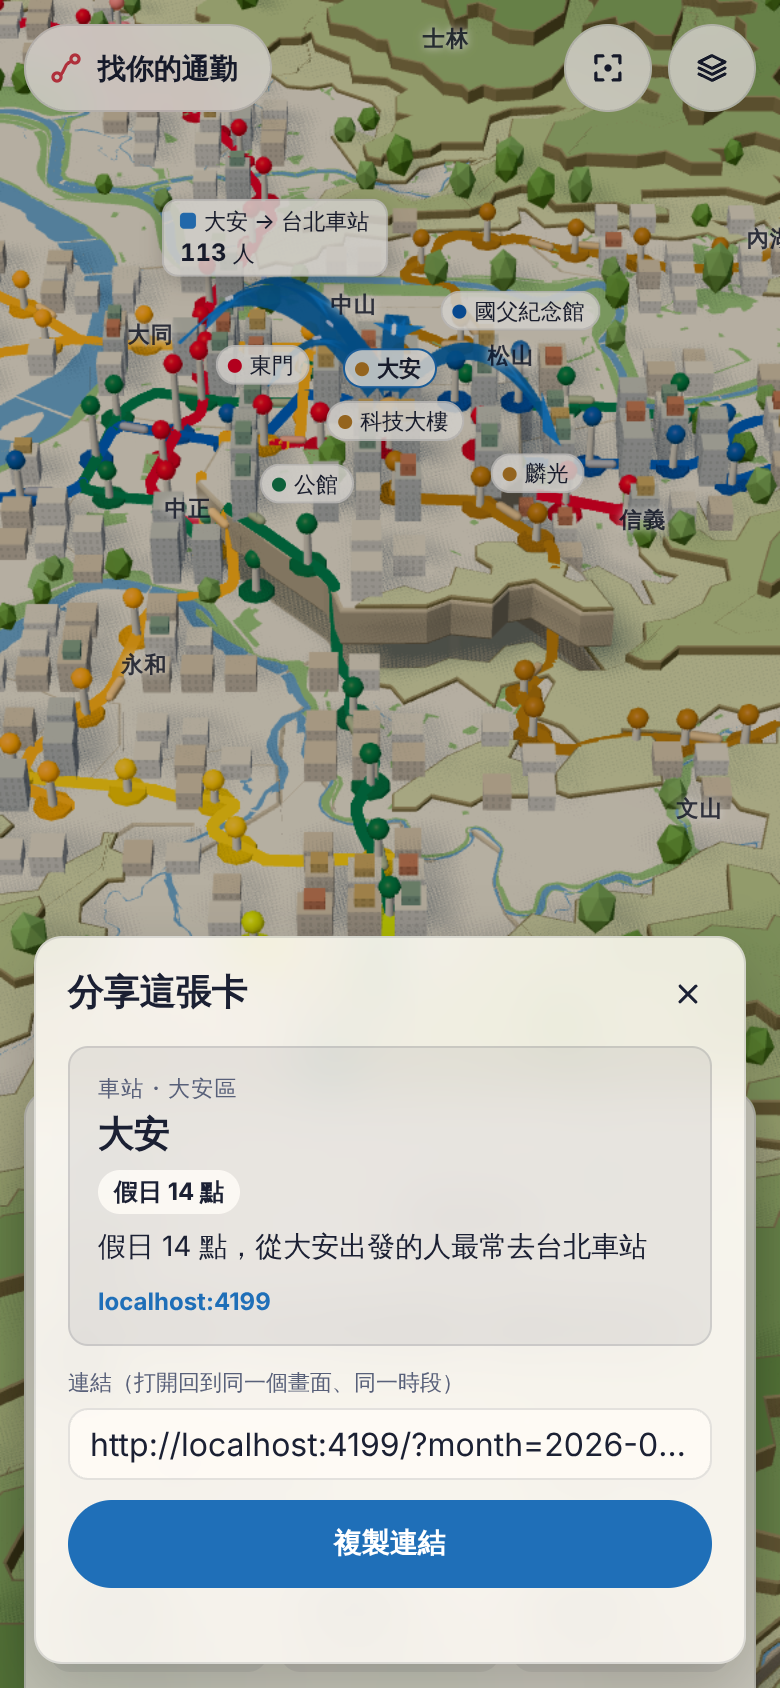 士林
找你的通勤
大安 → 台北車站
113 人
內湖
中山
國父紀念館
大同
松山
東門
大安
科技大樓
麟光
公館
中正
信義
永和
文山
分享這張卡
車站・大安區
大安
假日 14 點
假日 14 點，從大安出發的人最常去台北車站
localhost:4199
連結（打開回到同一個畫面、同一時段）
http://localhost:4199/?month=2026-0...
複製連結